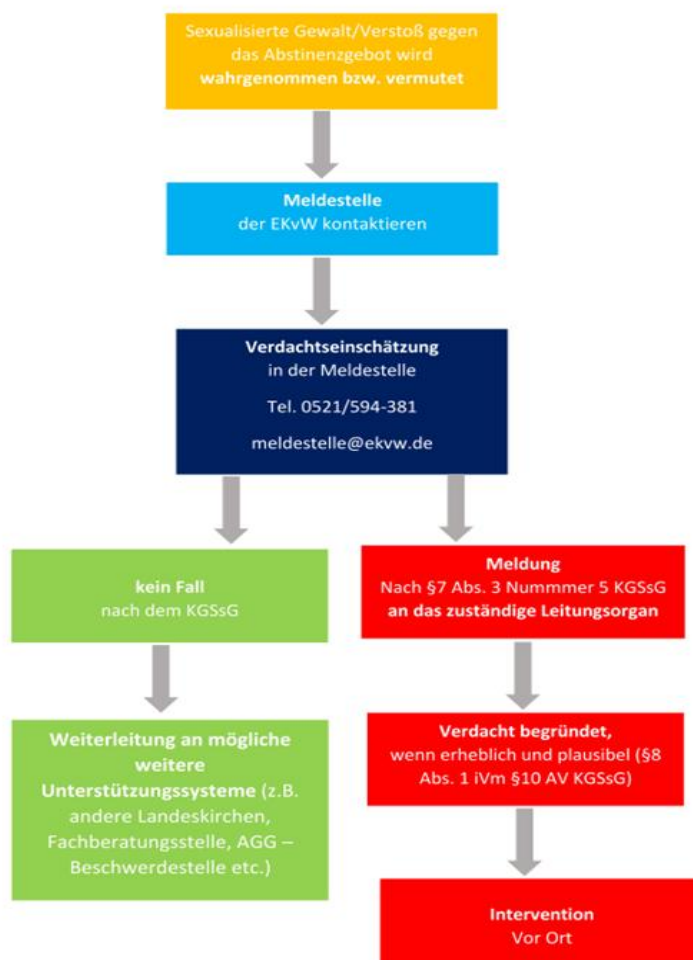 Sexualisierte Gewalt/Verstoß gegen
das Abstinenzgebot wird
wahrgenommen bzw. vermutet
Meldestelle
der EKvW kontaktieren
Verdachtseinschätzung
in der Meldestelle
Tel. 0521/594-381
meldestelle@ekvw.de
kein Fall
nach dem KGSsG
Meldung
Nach §7 Abs. 3 Nummmer 5 KGSsG
an das zuständige Leitungsorgan
Weiterleitung an mögliche
weitere
Unterstützungssysteme (z.B.
andere Landeskirchen,
Fachberatungsstelle, AGG –
Beschwerdestelle etc.)
Verdacht begründet,
wenn erheblich und plausibel (§8
Abs. 1 iVm §10 AV KGSsG)
Intervention
Vor Ort